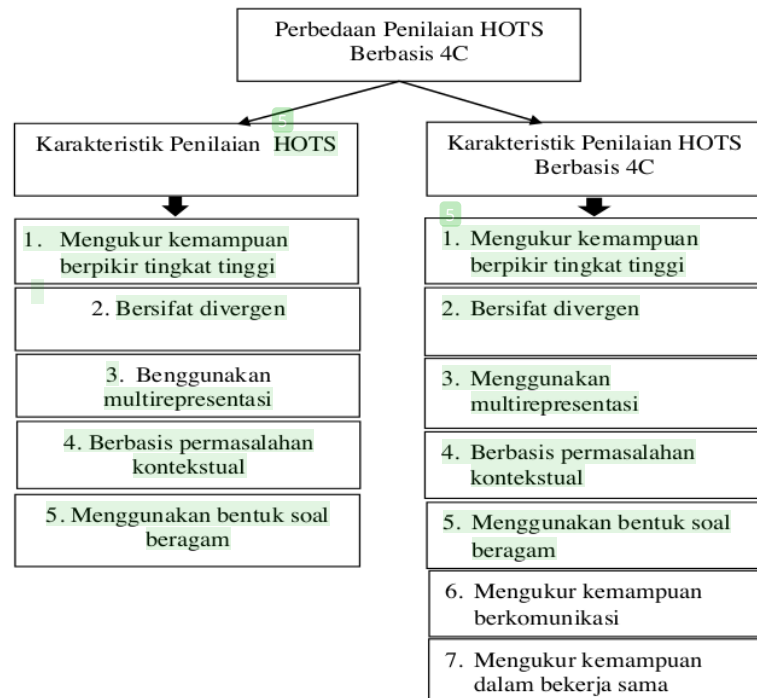 Perbedaan Penilaian HOTS
Berbasis 4C
5
Karakteristik Penilaian HOTS
1. Mengukur kemampuan
berpikir tingkat tinggi
2. Bersifat divergen
3. Benggunakan
multirepresentasi
4. Berbasis permasalahan
kontekstual
5. Menggunakan bentuk soal
beragam
Karakteristik Penilaian HOTS
Berbasis 4C
5
1. Mengukur kemampuan
berpikir tingkat tinggi
2. Bersifat divergen
3. Menggunakan
multirepresentasi
4. Berbasis permasalahan
kontekstual
5. Menggunakan bentuk soal
beragam
6. Mengukur kemampuan
berkomunikasi
7. Mengukur kemampuan
dalam bekerja sama